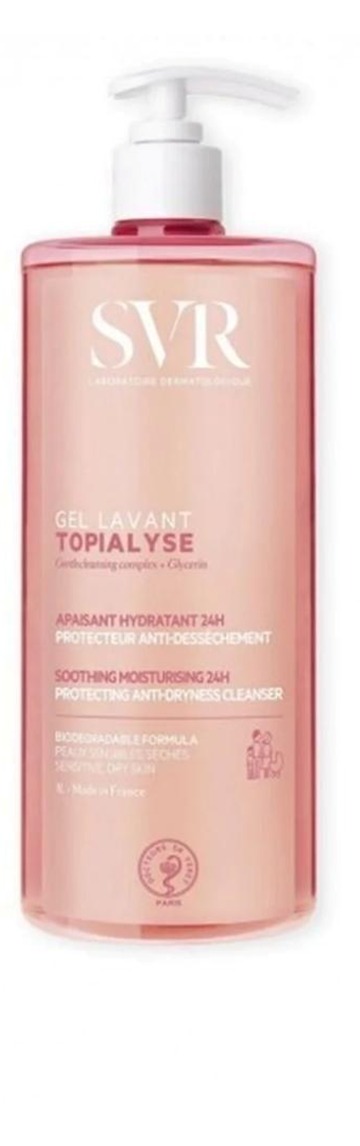 SVR
LABORATOIRE DERMATOLOGIQUE
GEL LAVANT
TOPIALYSE
complex + Glycerin
APAISANT HYDRATANT 24H
PROTECTEUR ANTI-DESSÈCHEMENT
SOOTHING MOISTURISING 24H
PROTECTING ANTI-DRYNESS CLEANSER
BIODEGRADABLE FORMULA
PEAUX SENSIBLES SÈCHES
SENSITIVE, DRY SKIN
1L - Made in France
PARIS